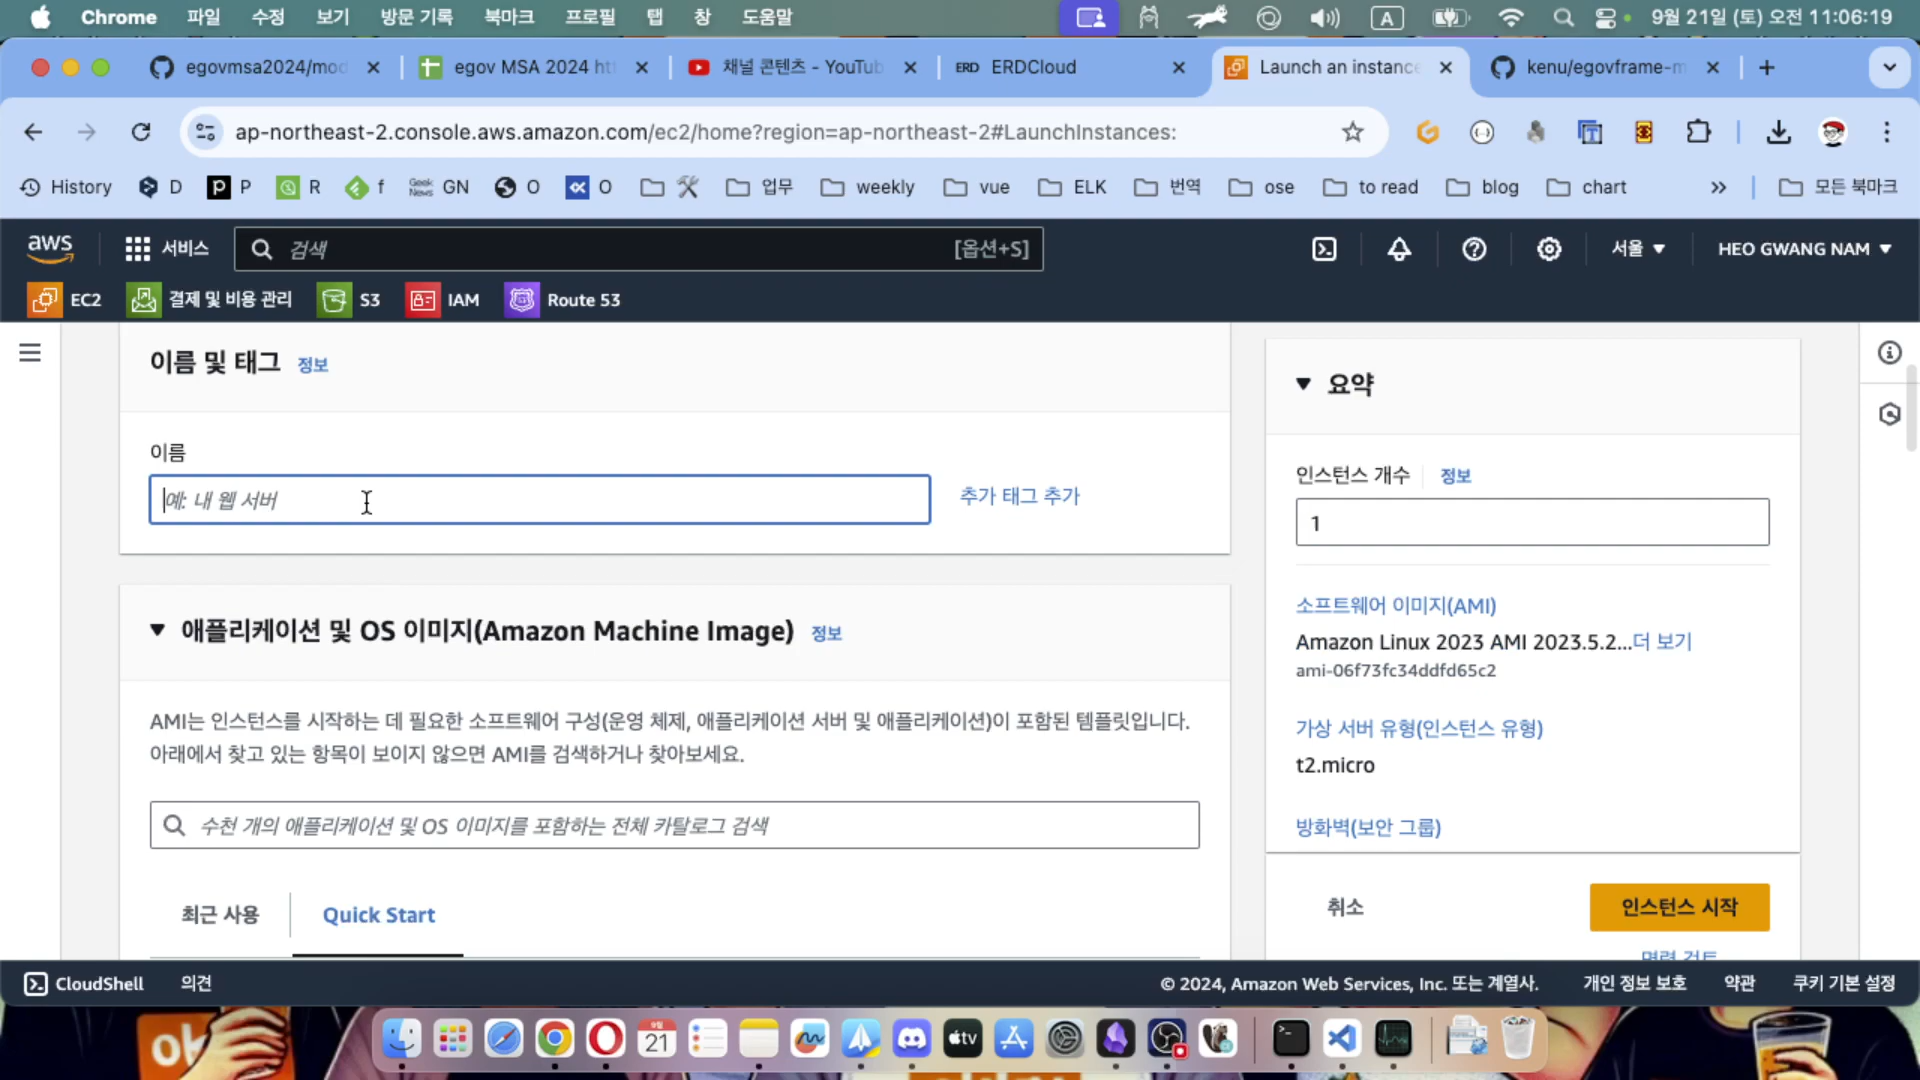 Chrome 파일 수정 보기 방문 기록 북마크 프로필 탭 창 도움말 A 9월 21일 (토) 오전 11:06:19
egovmsa2024/mod egov MSA 2024 htt 채널 콘텐츠 - YouTub ERD ERDCloud Launch an instance kenu/egovframe-m
ap-northeast-2.console.aws.amazon.com/ec2/home?region=ap-northeast-2#LaunchInstances:
History D P R f Geek News GN O O 업무 weekly vue ELK 번역 ose to read blog chart 모든 북마크
aws 서비스 검색 [옵션+S] 서울 HEO GWANG NAM
EC2 결제 및 비용 관리 S3 IAM Route 53
이름 및 태그 정보
이름
예: 내 웹 서버
추가 태그 추가
애플리케이션 및 OS 이미지(Amazon Machine Image) 정보
AMI는 인스턴스를 시작하는 데 필요한 소프트웨어 구성(운영 체제, 애플리케이션 서버 및 애플리케이션)이 포함된 템플릿입니다.
아래에서 찾고 있는 항목이 보이지 않으면 AMI를 검색하거나 찾아보세요.
수천 개의 애플리케이션 및 OS 이미지를 포함하는 전체 카탈로그 검색
최근 사용 Quick Start
요약
인스턴스 개수 정보
1
소프트웨어 이미지(AMI)
Amazon Linux 2023 AMI 2023.5.2...더 보기
ami-06f73fc34ddfd65c2
가상 서버 유형(인스턴스 유형)
t2.micro
방화벽(보안 그룹)
취소 인스턴스 시작
CloudShell 의견 © 2024, Amazon Web Services, Inc. 또는 계열사. 개인 정보 보호 약관 쿠키 기본 설정
ok
9월
21
tv